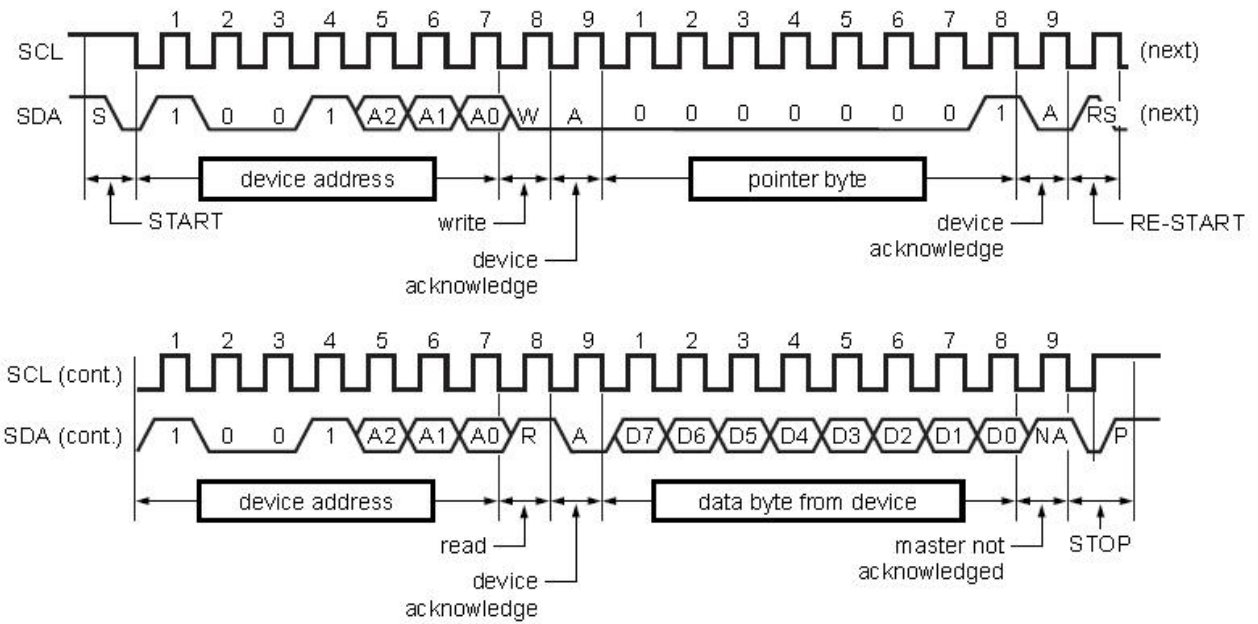 1 2 3 4 5 6 7 8 9 1 2 3 4 5 6 7 8 9
SCL (next)
SDA S 1 0 0 1 A2 A1 A0 W A 0 0 0 0 0 0 0 1 A RS (next)
device address pointer byte
START write device RE-START
device acknowledge
acknowledge
1 2 3 4 5 6 7 8 9 1 2 3 4 5 6 7 8 9
SCL (cont.)
SDA (cont.) 1 0 0 1 A2 A1 A0 R A D7 D6 D5 D4 D3 D2 D1 D0 NA P
device address data byte from device
read master not STOP
acknowledged
device
acknowledge